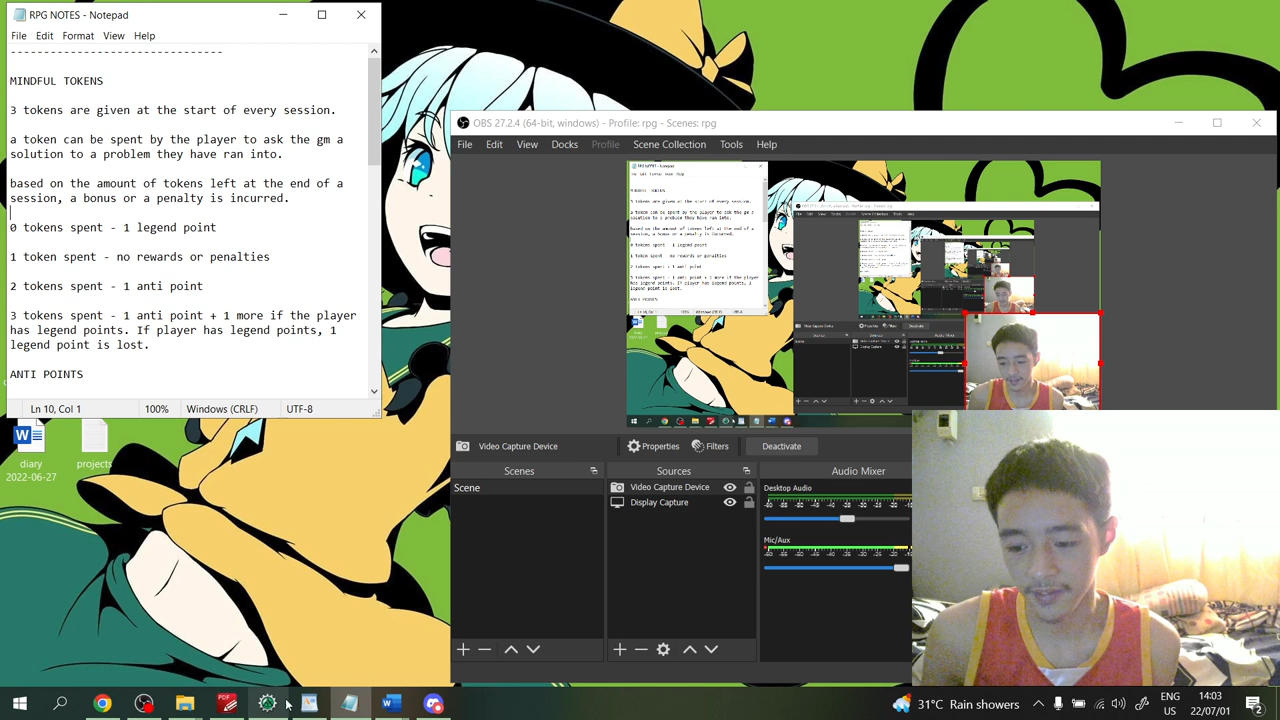 RPG NOTES - Notepad
File Edit Format View Help
--------------------------------
MINDFUL TOKENS
3 tokens are given at the start of every session.
a token can be spent by the player to ask the gm a
solution to a problem they have ran into.
based on the amount of tokens left at the end of a
session, a bonus or a penalty is incurred.
0 tokens spent - 1 legend point
1 token spent - no rewards or penalties
2 tokens spent - 1 anti point
3 tokens spent - 1 anti point + 1 more if the player
has legend points. If player has legend points, 1
legend point is lost.
ANTI POINTS
Ln 10, Col 1 100% Windows (CRLF) UTF-8
diary
2022-06-27
projects
OBS 27.2.4 (64-bit, windows) - Profile: rpg - Scenes: rpg
File Edit View Docks Profile Scene Collection Tools Help
Video Capture Device Properties Filters Deactivate
Scenes Sources Audio Mixer
Scene
Video Capture Device
Display Capture
Desktop Audio
Mic/Aux
31°C Rain showers
ENG
US
14:03
22/07/01
2